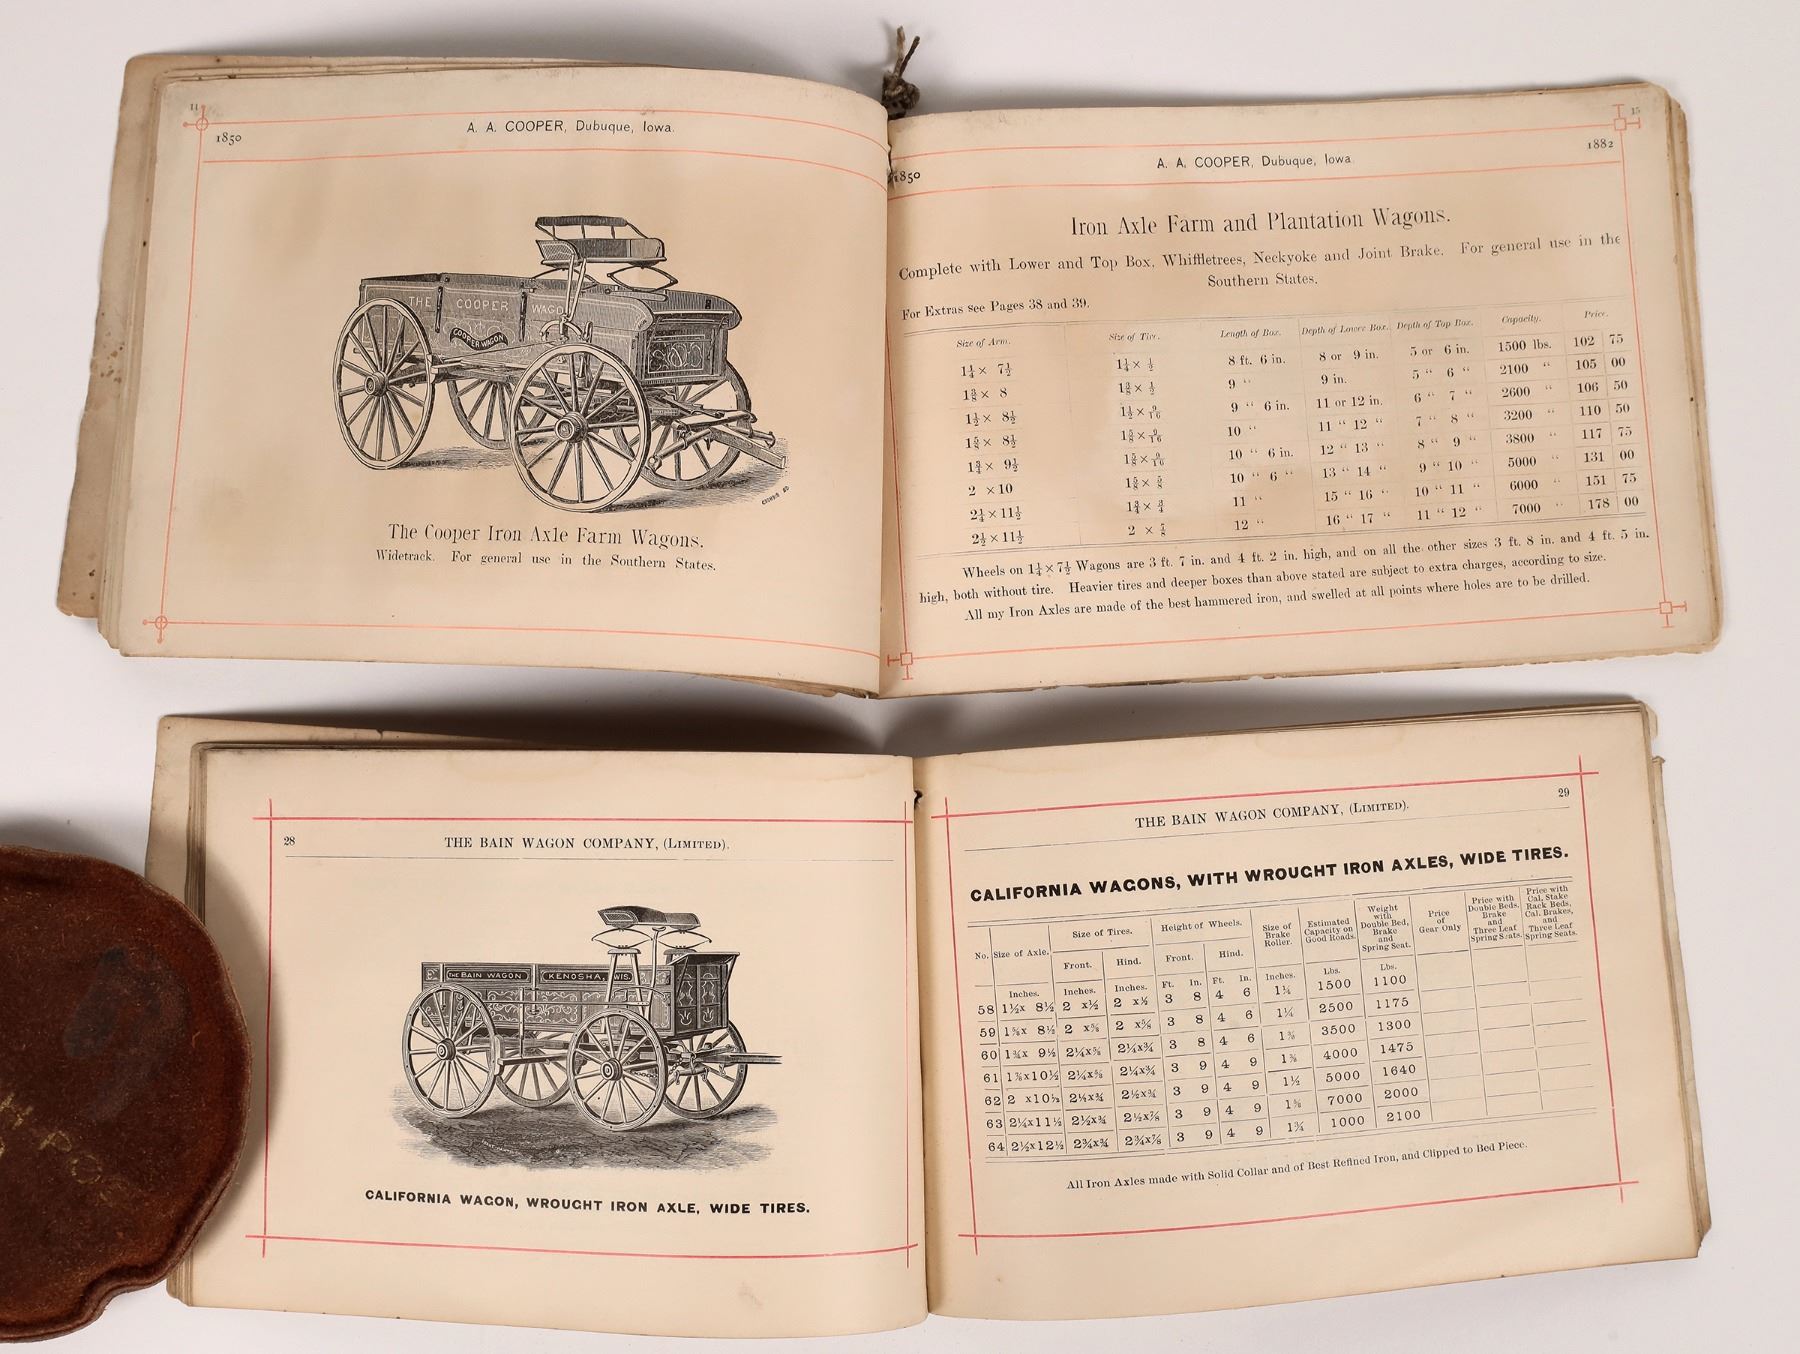 11
1850
A. A. COOPER, Dubuque, Iowa.
THE COOPER WAGO
COOPER WAGON
The Cooper Iron Axle Farm Wagons.
Widetrack. For general use in the Southern States.
15
1850 A. A. COOPER, Dubuque, Iowa. 1882
Iron Axle Farm and Plantation Wagons.
Complete with Lower and Top Box, Whiffletrees, Neckyoke and Joint Brake. For general use in the
Southern States.
For Extras see Pages 38 and 39.
Size of Arm. Size of Tire. Length of Box. Depth of Lower Box. Depth of Top Box. Capacity. Price.
1¼ × 7½ 1¼ × ½ 8 ft. 6 in. 8 or 9 in. 5 or 6 in. 1500 lbs. 102 75
1⅜ × 8 1⅜ × ½ 9 " 9 in. 5 " 6 " 2100 " 105 00
1½ × 8½ 1½ × 9/16 9 " 6 in. 11 or 12 in. 6 " 7 " 2600 " 106 50
1⅝ × 8½ 1⅝ × 9/16 10 " 11 " 12 " 7 " 8 " 3200 " 110 50
1¾ × 9½ 1⅝ × 9/16 10 " 6 in. 12 " 13 " 8 " 9 " 3800 " 117 75
2 × 10 1⅝ × ⅝ 10 " 6 " 13 " 14 " 9 " 10 " 5000 " 131 00
2¼ × 11½ 1¾ × ¾ 11 " 15 " 16 " 10 " 11 " 6000 " 151 75
2½ × 11½ 2 × ⅝ 12 " 16 " 17 " 11 " 12 " 7000 " 178 00
Wheels on 1¼ × 7½ Wagons are 3 ft. 7 in. and 4 ft. 2 in. high, and on all the other sizes 3 ft. 8 in. and 4 ft. 5 in.
high, both without tire. Heavier tires and deeper boxes than above stated are subject to extra charges, according to size.
All my Iron Axles are made of the best hammered iron, and swelled at all points where holes are to be drilled.
28 THE BAIN WAGON COMPANY, (LIMITED).
THE BAIN WAGON KENOSHA, WIS.
CALIFORNIA WAGON, WROUGHT IRON AXLE, WIDE TIRES.
THE BAIN WAGON COMPANY, (LIMITED). 29
CALIFORNIA WAGONS, WITH WROUGHT IRON AXLES, WIDE TIRES.
No. Size of Axle. Size of Tires. Front. Hind. Height of Wheels. Front. Hind. Size of Brake Roller. Estimated Capacity on Good Roads. Weight with Double Bed, Brake and Spring Seat. Price of Gear Only Price with Double Beds, Brake and Three Leaf Spring Seats. Price with Cal. Stake Rack Beds, Cal. Brakes, and Three Leaf Spring Seats.
Inches. Inches. Inches. Ft. In. Ft. In. Inches. Lbs. Lbs.
58 1½x 8½ 2 x½ 2 x½ 3 8 4 6 1¼ 1500 1100
59 1⅝x 8½ 2 x⅝ 2 x⅝ 3 8 4 6 1¼ 2500 1175
60 1¾x 9½ 2¼x⅝ 2¼x¾ 3 8 4 6 1⅜ 3500 1300
61 1⅞x10½ 2¼x⅝ 2¼x¾ 3 9 4 9 1⅜ 4000 1475
62 2 x10½ 2½x¾ 2½x¾ 3 9 4 9 1½ 5000 1640
63 2¼x11½ 2½x¾ 2½x⅞ 3 9 4 9 1⅝ 7000 2000
64 2½x12½ 2¾x¾ 2¾x⅞ 3 9 4 9 1¾ 1000 2100
All Iron Axles made with Solid Collar and of Best Refined Iron, and Clipped to Bed Piece.